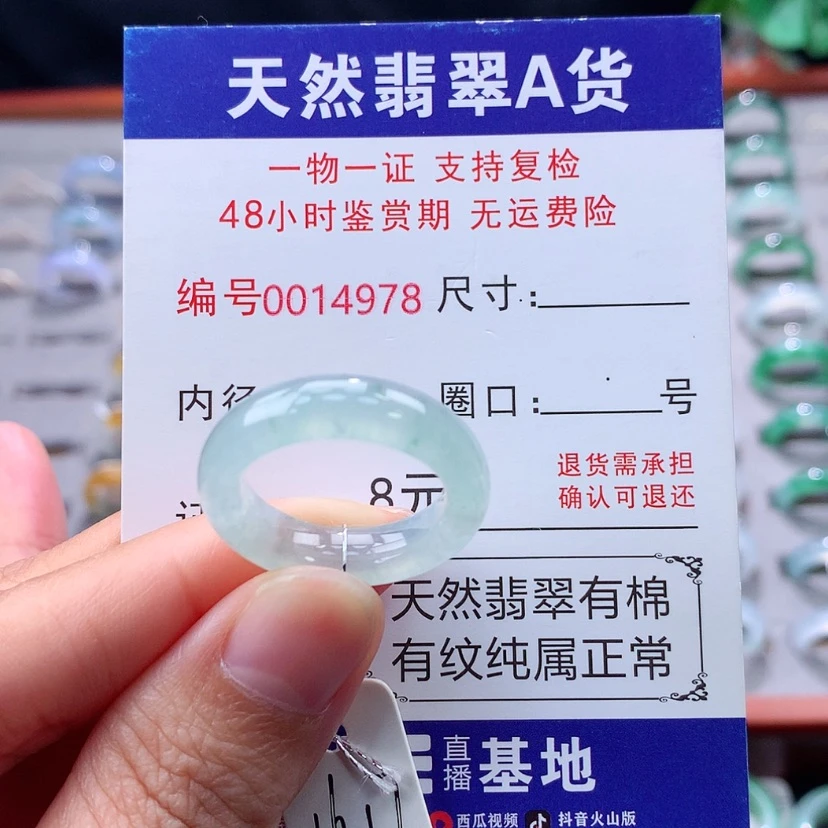 天然翡翠A货
一物一证 支持复检
48小时鉴赏期 无运费险
编号0014978 尺寸:
内径 圈口: 号
8元
退货需承担
确认可退还
天然翡翠有棉
有纹纯属正常
直播基地
西瓜视频 抖音火山版